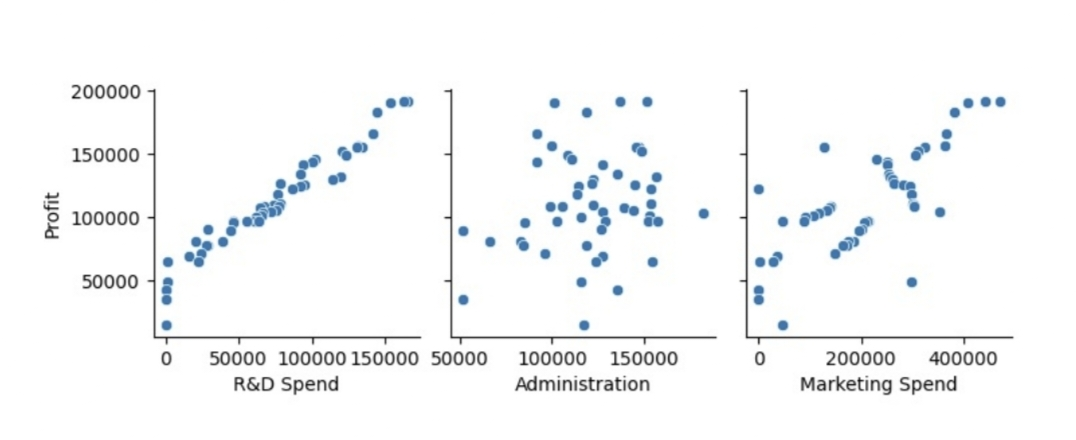 200000
150000
100000
50000
Profit
0 50000 100000 150000
R&D Spend
50000 100000 150000
Administration
0 200000 400000
Marketing Spend